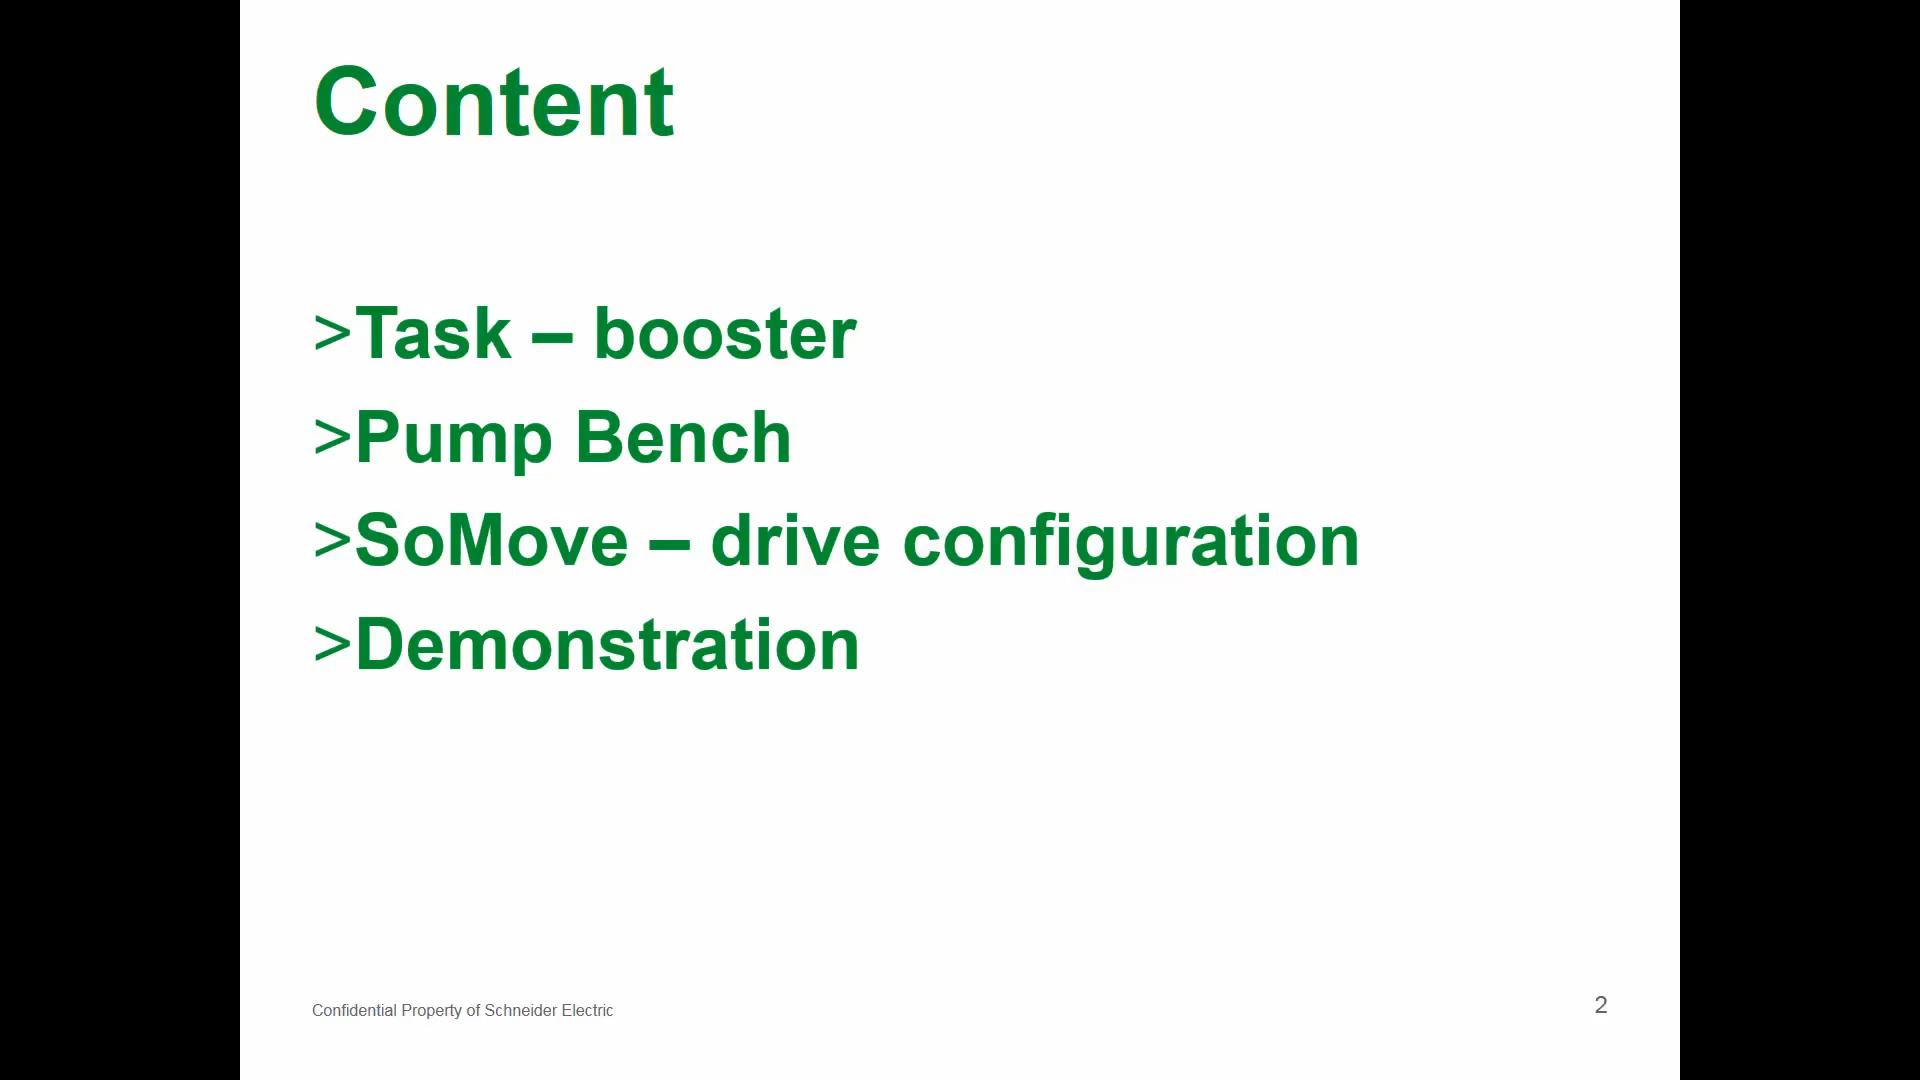 Content
>Task – booster
>Pump Bench
>SoMove – drive configuration
>Demonstration
Confidential Property of Schneider Electric
2